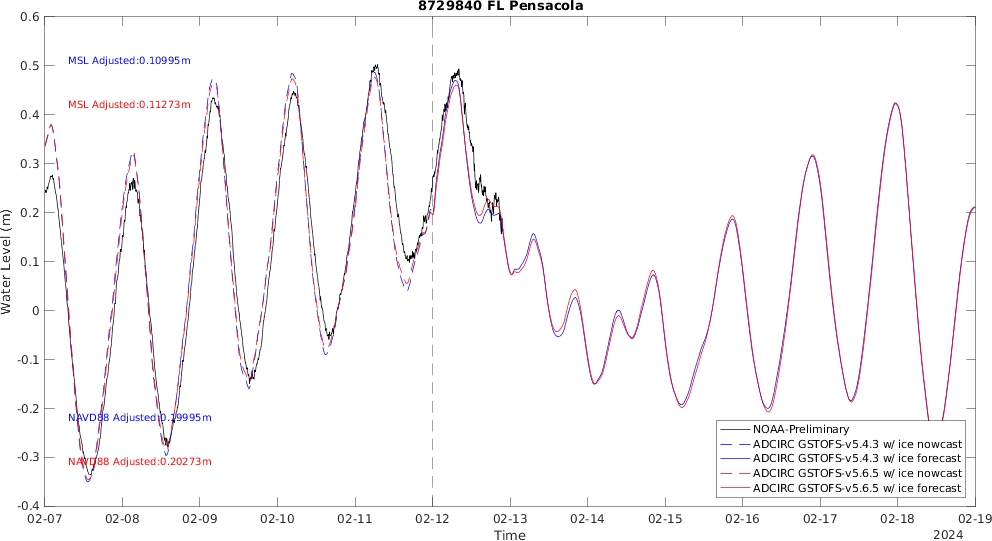 8729840 FL Pensacola
0.6
0.5
0.4
0.3
0.2
0.1
0
-0.1
-0.2
-0.3
-0.4
Water Level (m)
MSL Adjusted:0.10995m
MSL Adjusted:0.11273m
NAVD88 Adjusted:0.19995m
NAVD88 Adjusted:0.20273m
NOAA-Preliminary
ADCIRC GSTOFS-v5.4.3 w/ ice nowcast
ADCIRC GSTOFS-v5.4.3 w/ ice forecast
ADCIRC GSTOFS-v5.6.5 w/ ice nowcast
ADCIRC GSTOFS-v5.6.5 w/ ice forecast
02-07 02-08 02-09 02-10 02-11 02-12 02-13 02-14 02-15 02-16 02-17 02-18 02-19
Time
2024